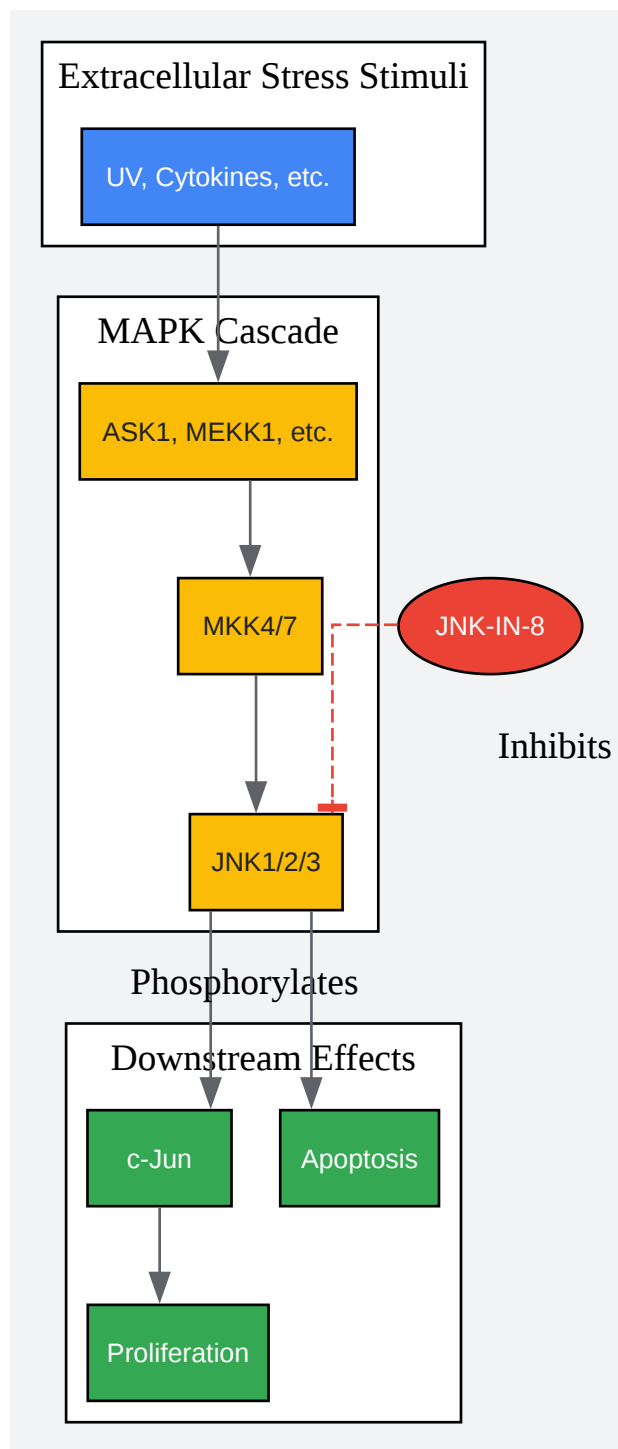 Extracellular Stress Stimuli
UV, Cytokines, etc.
MAPK Cascade
ASK1, MEKK1, etc.
MKK4/7
JNK-IN-8
Inhibits
JNK1/2/3
Phosphorylates
Downstream Effects
c-Jun
Apoptosis
Proliferation